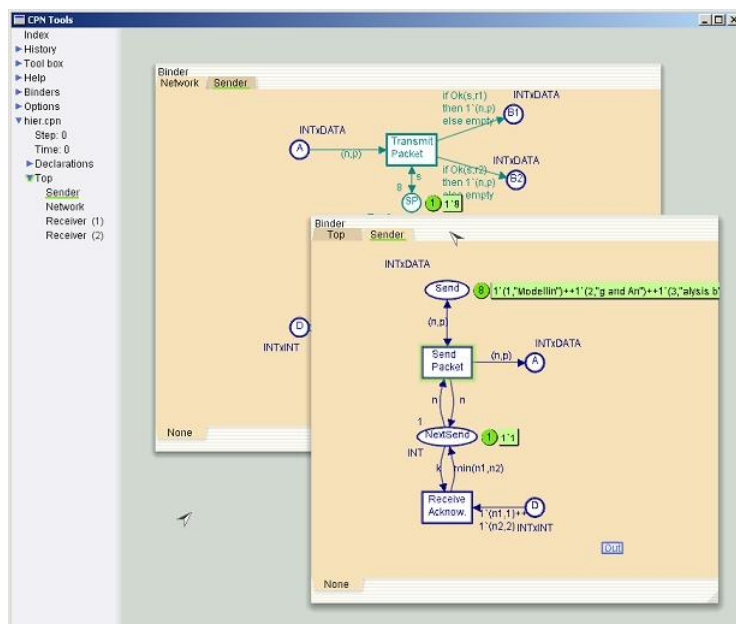 CPN Tools
Index
History
Tool box
Help
Binders
Options
hier.cpn
Step: 0
Time: 0
Declarations
Top
Sender
Network
Receiver (1)
Receiver (2)
Binder
Network Sender
INTxDATA
A
(n,p)
Transmit
Packet
if Ok(s,r1)
then 1`(n,p)
else empty
INTxDATA
B1
if Ok(s,r2)
then 1`(n,p)
else empty
INTxDATA
B2
s
8
SP
1 1`8
D
INTxINT
None
Binder
Top Sender
INTxDATA
Send
8 1`(1,"Modellin")++1`(2,"g and An")++1`(3,"alysis b"
(n,p)
Send
Packet
(n,p)
INTxDATA
A
n n
1
NextSend
1 1`1
INT
k min(n1,n2)
Receive
Acknow.
D
1`(n1,1)++
1`(n2,2) INTxINT
Out
None